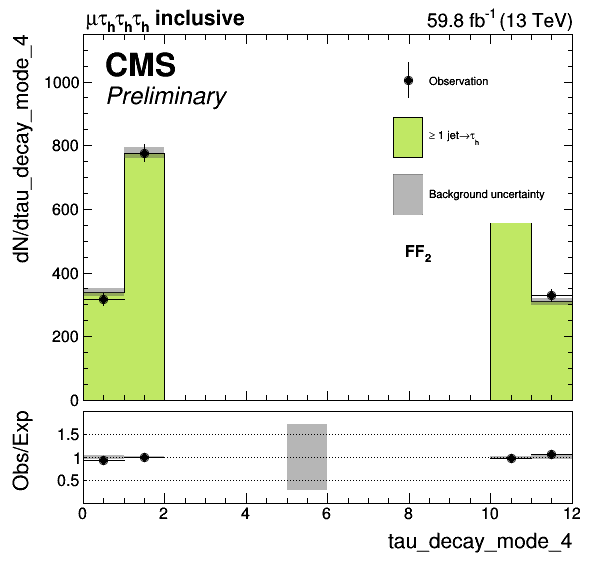 μτhτhτh inclusive
59.8 fb-1 (13 TeV)
CMS
Preliminary
Observation
≥ 1 jet→τh
Background uncertainty
FF2
dN/dtau_decay_mode_4
1000
800
600
400
200
0
Obs/Exp
1.5
1
0.5
0 2 4 6 8 10 12
tau_decay_mode_4